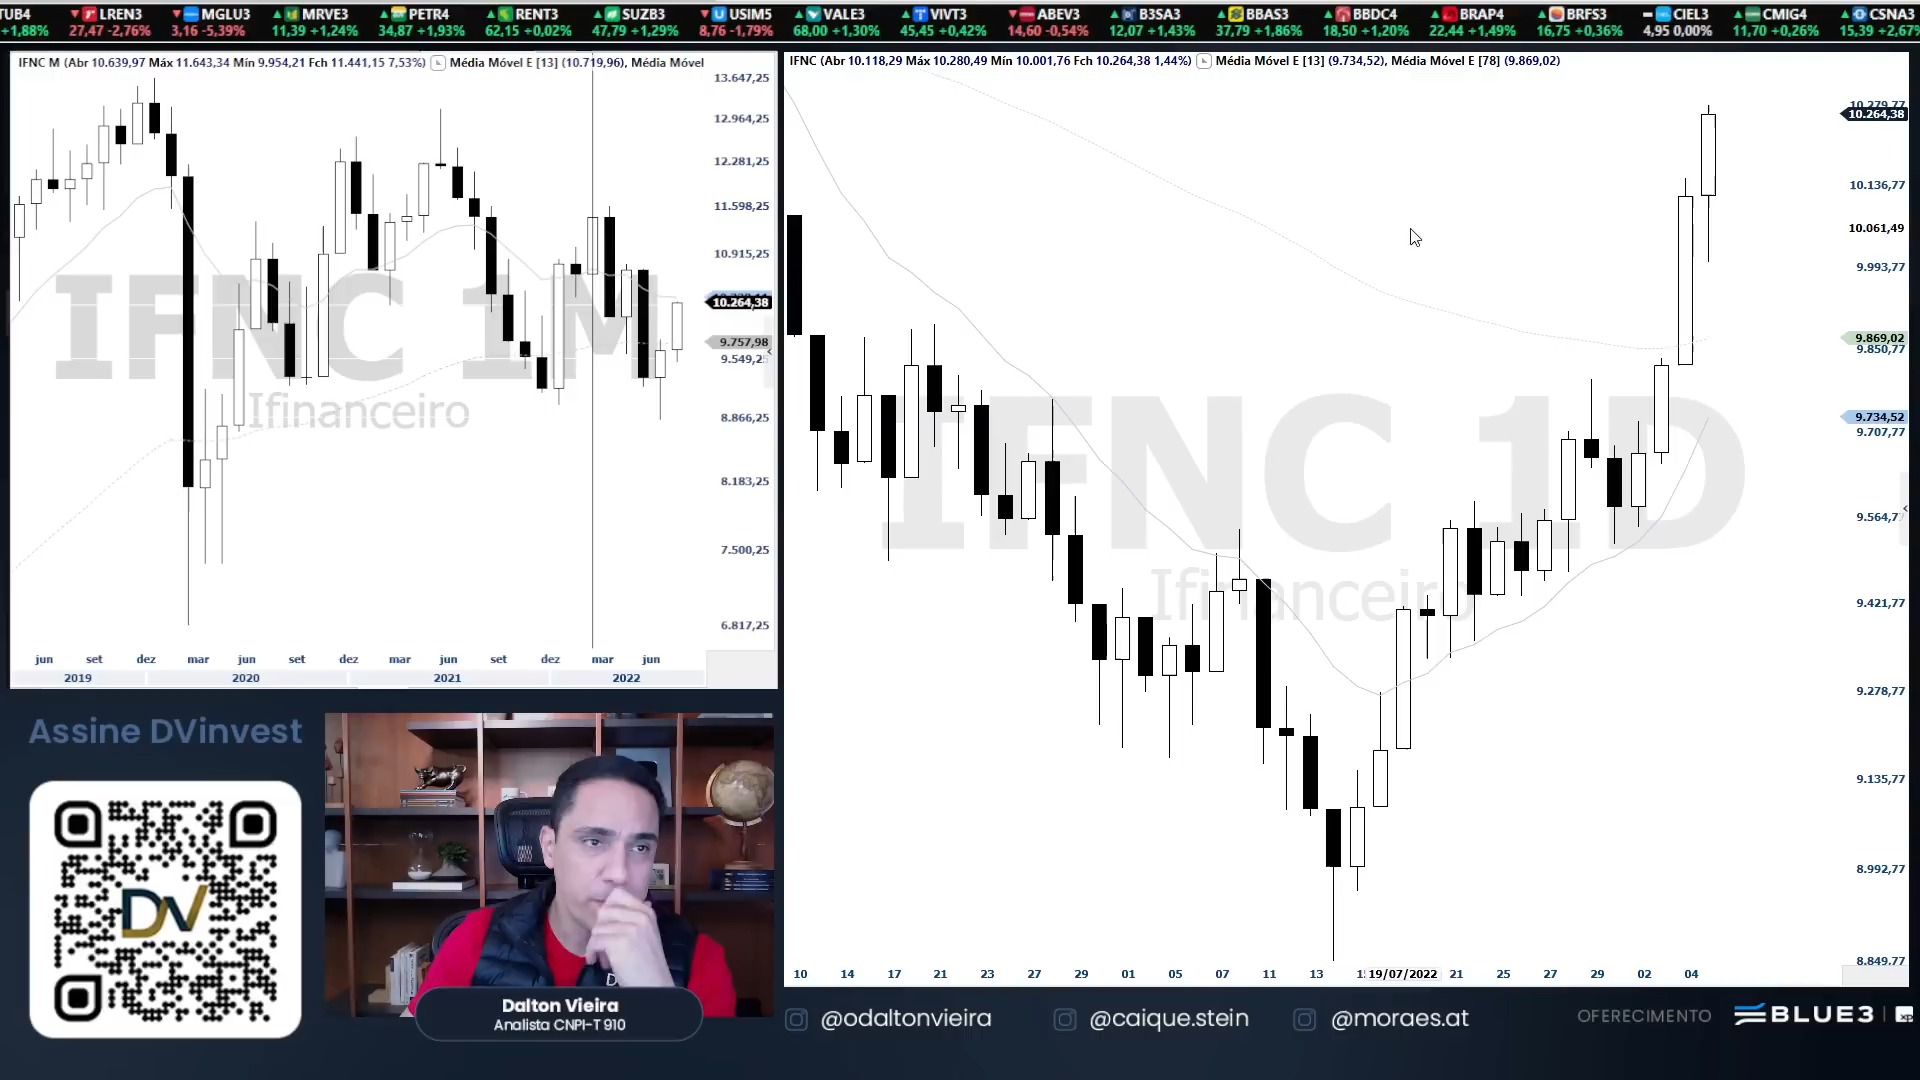 TUB4 LREN3 MGLU3 MRVE3 PETR4 RENT3 SUZB3 USIM5 VALE3 VIVT3 ABEV3 B3SA3 BBAS3 BBDC4 BRAP4 BRFS3 CIEL3 CMIG4 CSNA3
+1,88% 27,47 -2,76% 3,16 -5,39% 11,39 +1,24% 34,87 +1,93% 62,15 +0,02% 47,79 +1,29% 8,76 -1,79% 68,00 +1,30% 45,45 +0,42% 14,60 -0,54% 12,07 +1,43% 37,79 +1,86% 18,50 +1,20% 22,44 +1,49% 16,75 +0,36% 4,95 0,00% 11,70 +0,26% 15,39 +2,67%
IFNC M (Abr 10.639,97 Máx 11.643,34 Mín 9.954,21 Fch 11.441,15 7,53%) Média Móvel E [13] (10.719,96), Média Móvel
13.647,25
12.964,25
12.281,25
11.598,25
10.915,25
10.264,38
9.757,98
9.549,25
8.866,25
8.183,25
7.500,25
6.817,25
IFNC 1M
Ifinanceiro
jun set dez mar jun set dez mar jun set dez mar jun
2019 2020 2021 2022
IFNC (Abr 10.118,29 Máx 10.280,49 Mín 10.001,76 Fch 10.264,38 1,44%) Média Móvel E [13] (9.734,52), Média Móvel E [78] (9.869,02)
10.279,77
10.264,38
10.136,77
10.061,49
9.993,77
9.869,02
9.850,77
9.734,52
9.707,77
9.564,77
9.421,77
9.278,77
9.135,77
8.992,77
8.849,77
IFNC 1D
Ifinanceiro
10 14 17 21 23 27 29 01 05 07 11 13 19/07/2022 21 25 27 29 02 04
Assine DVinvest
DV
Dalton Vieira
Analista CNPI-T 910
@odaltonvieira @caique.stein @moraes.at
OFERECIMENTO BLUE3 xp